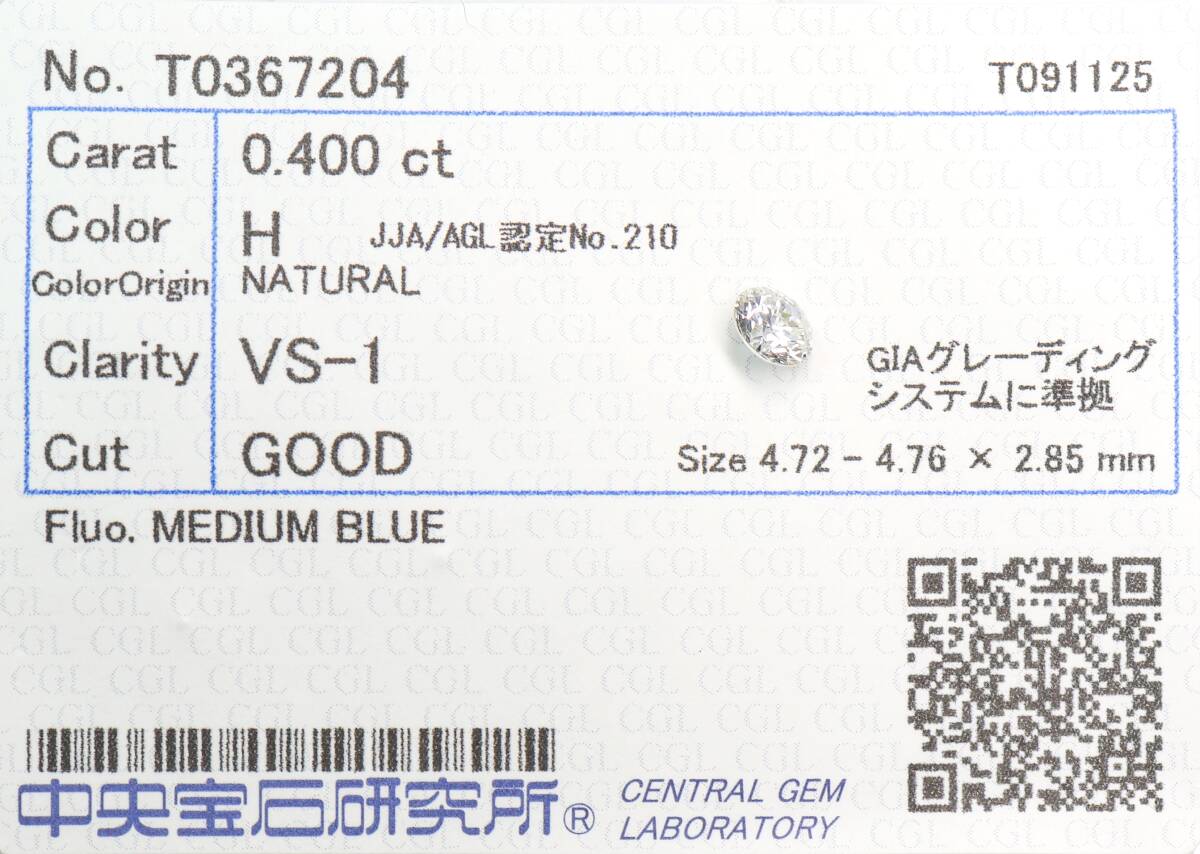 No. T0367204 T091125
Carat 0.400 ct
Color H JJA/AGL認定No.210
ColorOrigin NATURAL
Clarity VS-1 GIAグレーディング
システムに準拠
Cut GOOD Size 4.72 - 4.76 × 2.85 mm
Fluo. MEDIUM BLUE
中央宝石研究所® CENTRAL GEM
LABORATORY